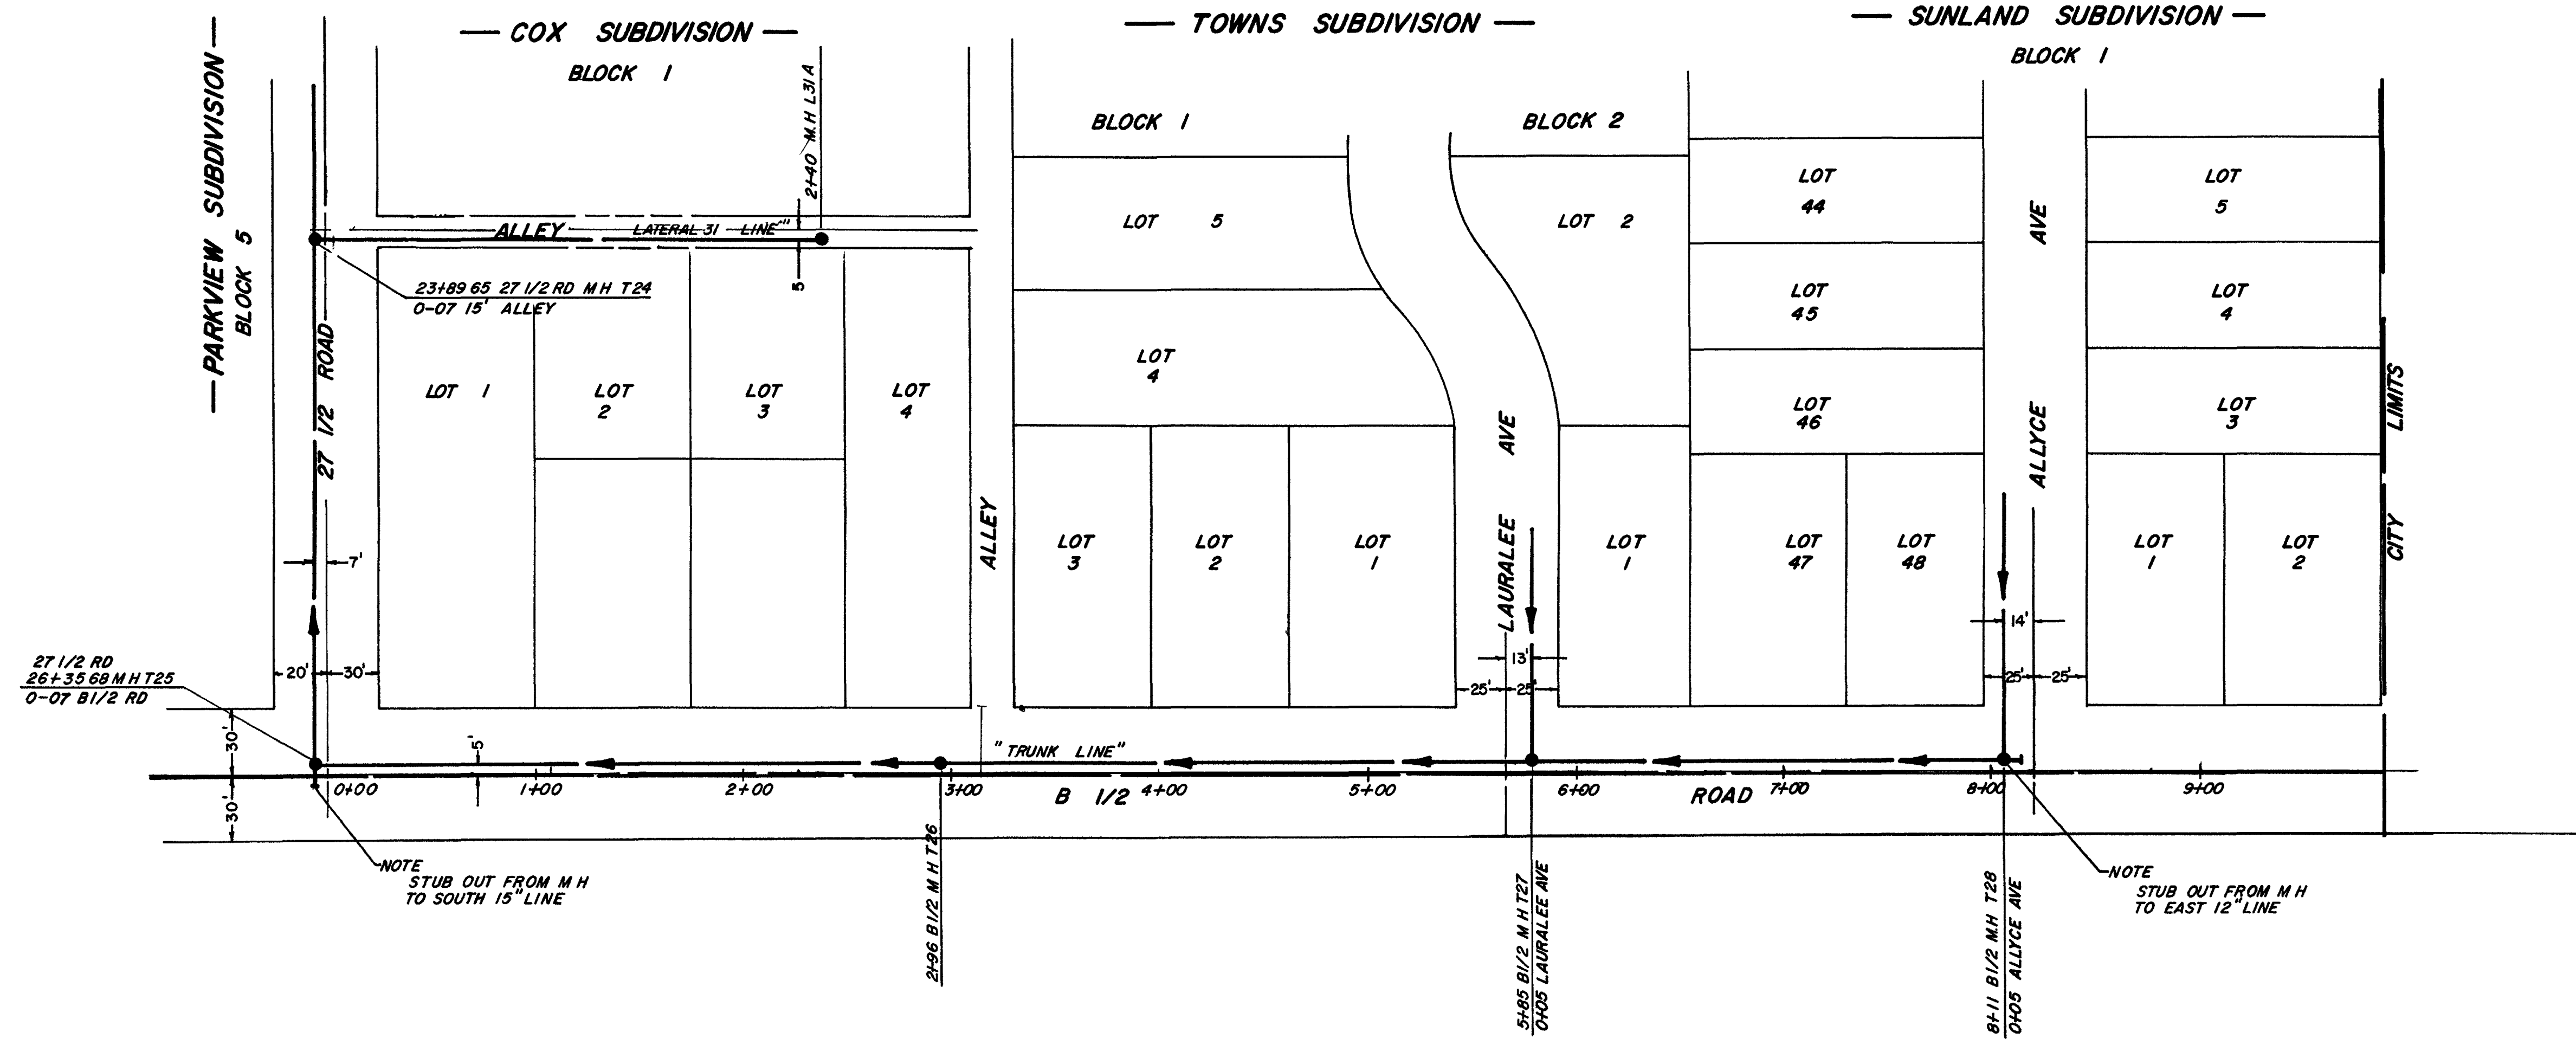 — PARKVIEW SUBDIVISION —
BLOCK 5
— COX SUBDIVISION —
BLOCK 1
— TOWNS SUBDIVISION —
— SUNLAND SUBDIVISION —
BLOCK 1
2+40 M.H L31A
BLOCK 1
BLOCK 2
ALLEY
LATERAL 31 LINE"
5
23+89 65 27 1/2 RD M H T24
0-07 15' ALLEY
27 1/2 ROAD
LOT 1
LOT
2
LOT
3
LOT
4
ALLEY
LOT 5
LOT
4
LOT
3
LOT
2
LOT
1
LAURALEE AVE
LOT 2
LOT
1
LOT
44
LOT
45
LOT
46
LOT
47
LOT
48
ALLYCE AVE
LOT
5
LOT
4
LOT
3
LOT
1
LOT
2
CITY LIMITS
7'
20'
30'
13'
25'
25'
14'
25'
25'
27 1/2 RD
26+35 68 M H T25
0-07 B1/2 RD
30'
30'
5'
"TRUNK LINE"
0+00
1+00
2+00
3+00
B 1/2
4+00
5+00
6+00
ROAD
7+00
8+00
9+00
NOTE
STUB OUT FROM M H
TO SOUTH 15" LINE
2+96 B1/2 M H T26
5+85 B1/2 M H T27
0+05 LAURALEE AVE
8+11 B1/2 M.H T28
0+05 ALLYCE AVE
NOTE
STUB OUT FROM M H
TO EAST 12" LINE